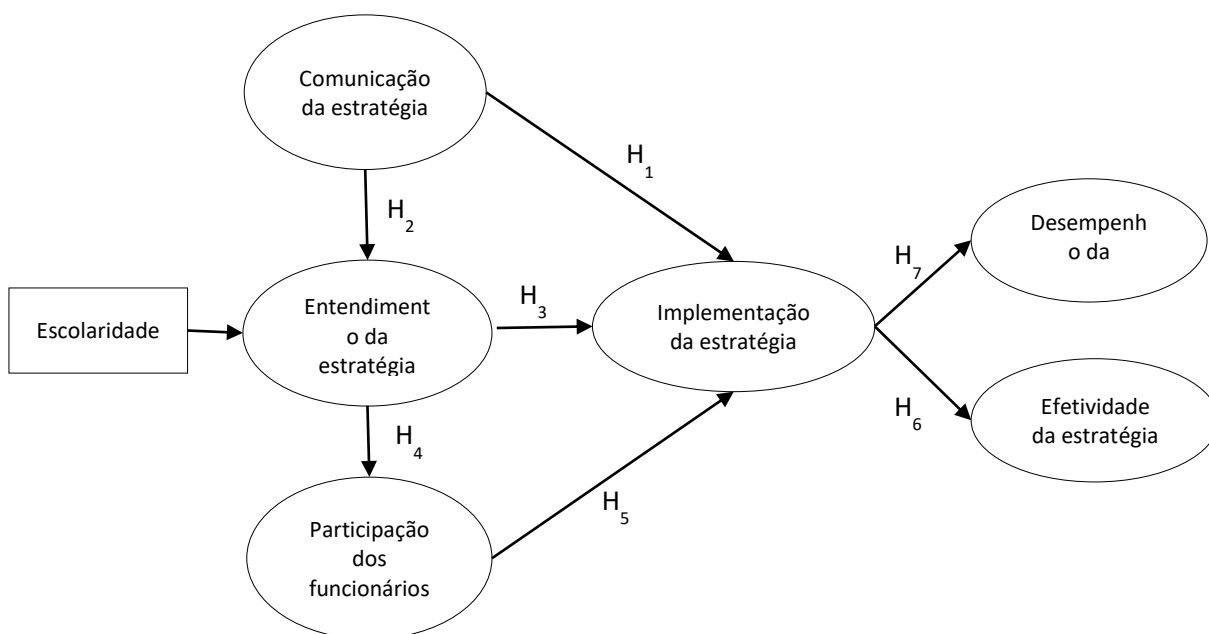 Comunicação
da estratégia
H1
H2
Desempenh
o da
H7
Escolaridade
Entendiment
o da
estratégia
H3
Implementação
da estratégia
H4
H6
Efetividade
da estratégia
H5
Participação
dos
funcionários